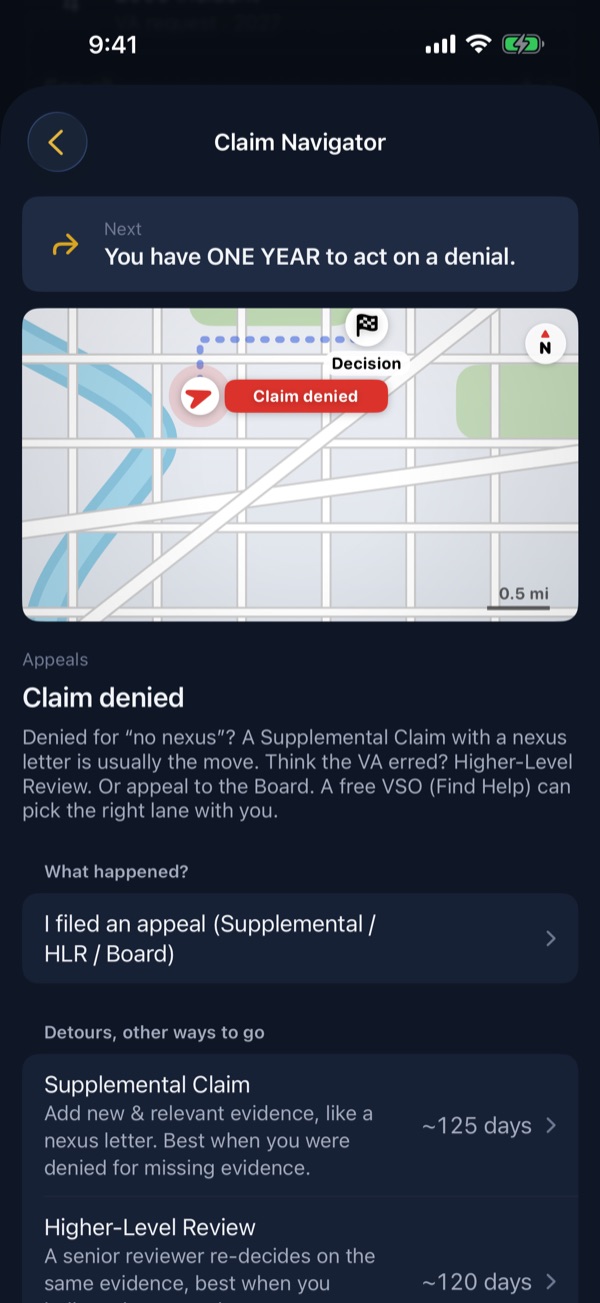 9:41
Claim Navigator
Next
You have ONE YEAR to act on a denial.
Decision
N
Claim denied
0.5 mi
Appeals
Claim denied
Denied for “no nexus”? A Supplemental Claim with a nexus
letter is usually the move. Think the VA erred? Higher-Level
Review. Or appeal to the Board. A free VSO (Find Help) can
pick the right lane with you.
What happened?
I filed an appeal (Supplemental /
HLR / Board)
Detours, other ways to go
Supplemental Claim
Add new & relevant evidence, like a
nexus letter. Best when you were
denied for missing evidence.
~125 days
Higher-Level Review
A senior reviewer re-decides on the
same evidence, best when you
~120 days